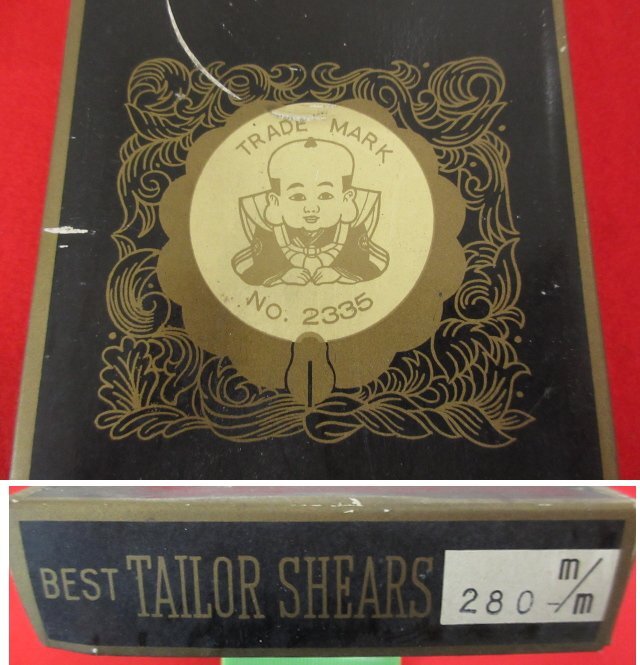 TRADE MARK
NO. 2335
BEST TAILOR SHEARS 280 m/m